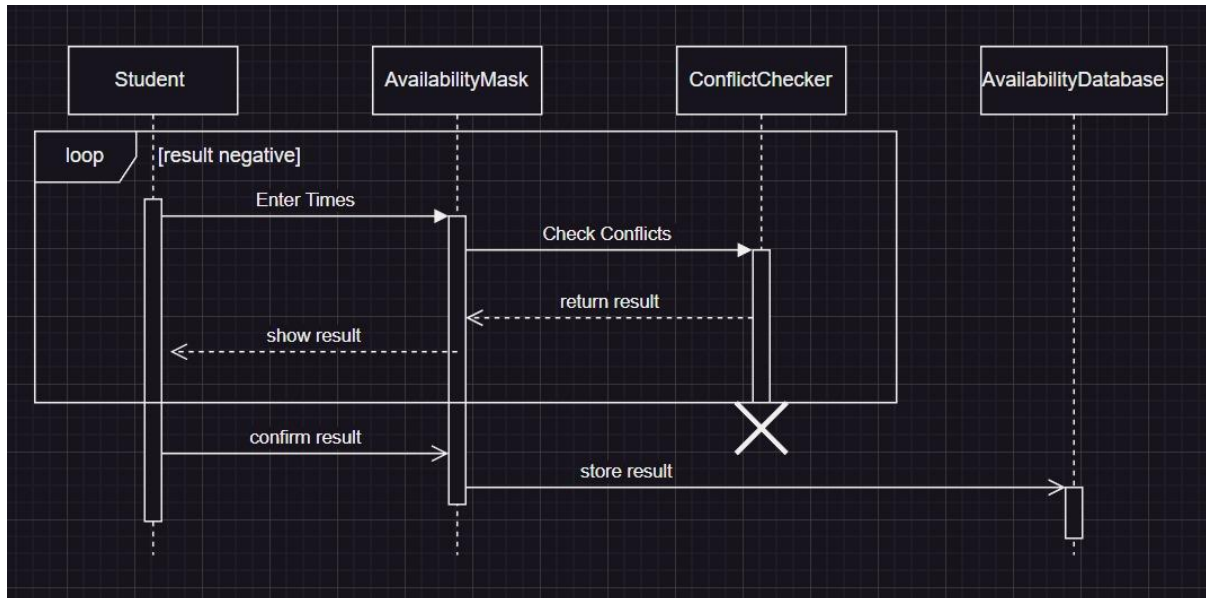 Student
AvailabilityMask
ConflictChecker
AvailabilityDatabase
loop
[result negative]
Enter Times
Check Conflicts
return result
show result
confirm result
store result